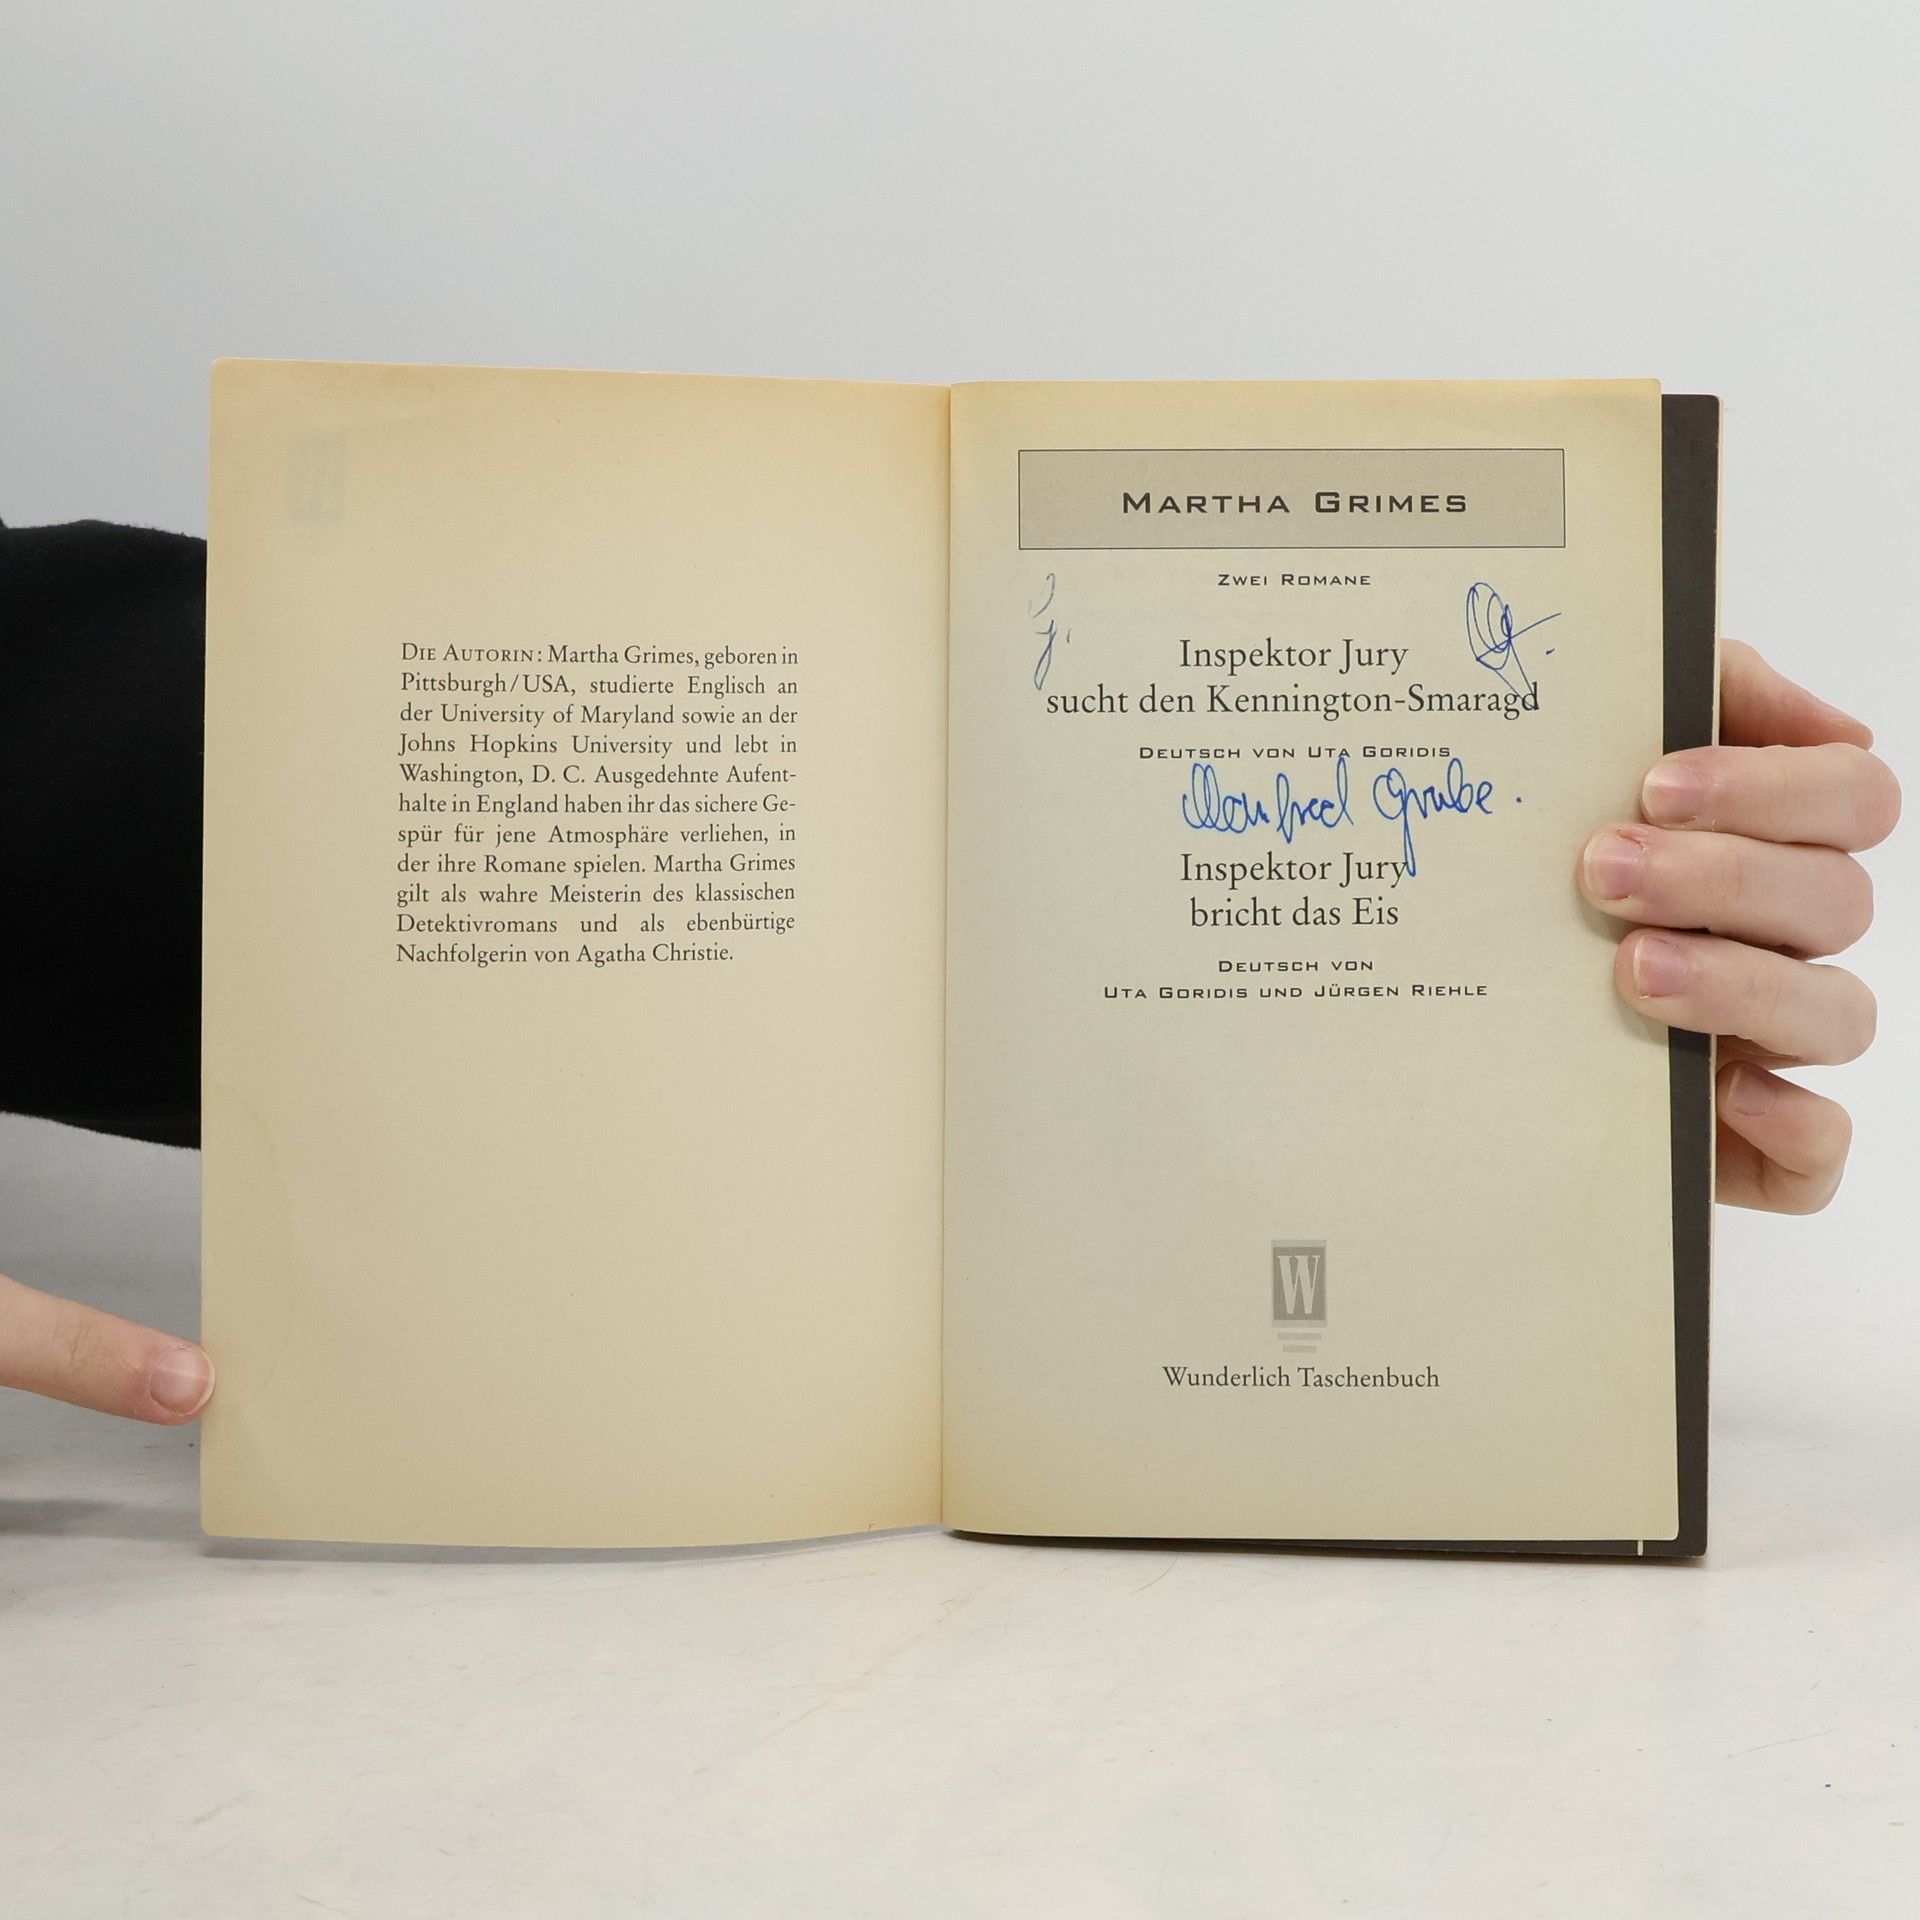 DIE AUTORIN: Martha Grimes, geboren in
Pittsburgh/USA, studierte Englisch an
der University of Maryland sowie an der
Johns Hopkins University und lebt in
Washington, D. C. Ausgedehnte Aufent-
halte in England haben ihr das sichere Ge-
spür für jene Atmosphäre verliehen, in
der ihre Romane spielen. Martha Grimes
gilt als wahre Meisterin des klassischen
Detektivromans und als ebenbürtige
Nachfolgerin von Agatha Christie.
MARTHA GRIMES
ZWEI ROMANE
Inspektor Jury
sucht den Kennington-Smaragd
DEUTSCH VON UTA GORIDIS
Manfred Grube.
Inspektor Jury
bricht das Eis
DEUTSCH VON
UTA GORIDIS UND JÜRGEN RIEHLE
W
Wunderlich Taschenbuch